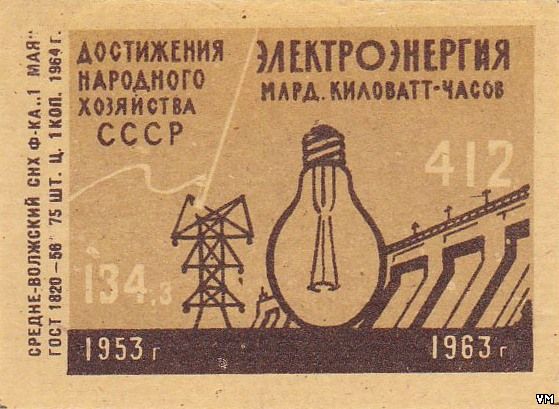 СРЕДНЕ-ВОЛЖСКИЙ СНХ Ф-КА „1 МАЯ"
ГОСТ 1820-56 75 ШТ. Ц. 1 КОП. 1964 Г.
ДОСТИЖЕНИЯ
НАРОДНОГО
ХОЗЯЙСТВА
СССР
ЭЛЕКТРОЭНЕРГИЯ
МЛРД. КИЛОВАТТ-ЧАСОВ
412
134,3
1953 г
1963 г
VM